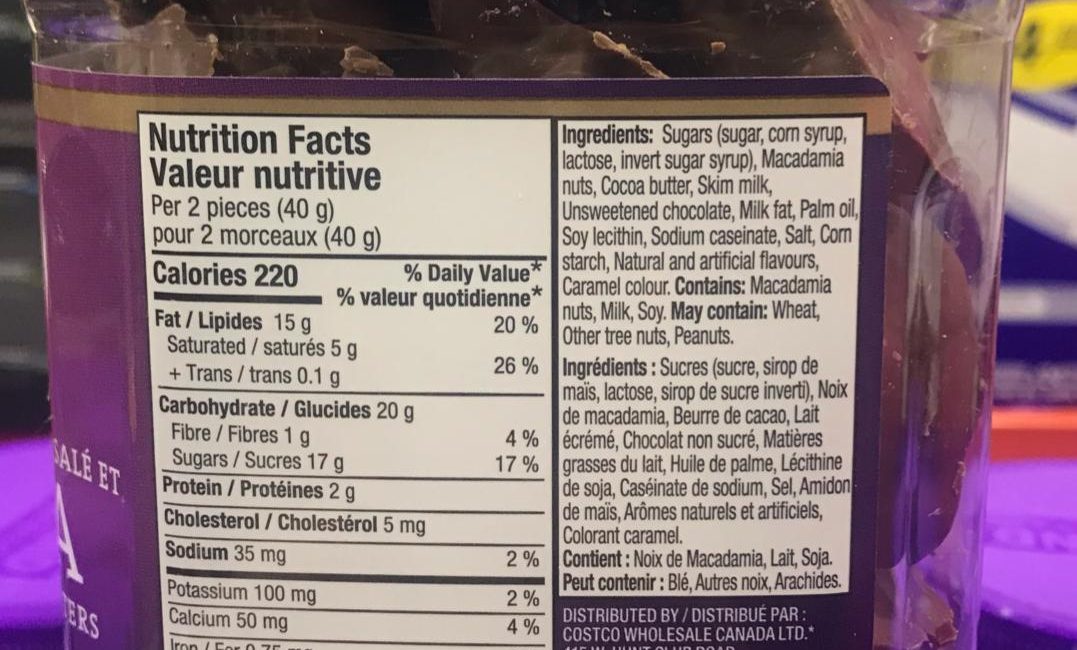 Nutrition Facts
Valeur nutritive
Per 2 pieces (40 g)
pour 2 morceaux (40 g)
Calories 220
% Daily Value*
% valeur quotidienne*
Fat / Lipides 15 g 20 %
Saturated / saturés 5 g
+ Trans / trans 0.1 g 26 %
Carbohydrate / Glucides 20 g
Fibre / Fibres 1 g 4 %
Sugars / Sucres 17 g 17 %
Protein / Protéines 2 g
Cholesterol / Cholestérol 5 mg
Sodium 35 mg 2 %
Potassium 100 mg 2 %
Calcium 50 mg 4 %
Ingredients: Sugars (sugar, corn syrup,
lactose, invert sugar syrup), Macadamia
nuts, Cocoa butter, Skim milk,
Unsweetened chocolate, Milk fat, Palm oil,
Soy lecithin, Sodium caseinate, Salt, Corn
starch, Natural and artificial flavours,
Caramel colour. Contains: Macadamia
nuts, Milk, Soy. May contain: Wheat,
Other tree nuts, Peanuts.
Ingrédients : Sucres (sucre, sirop de
maïs, lactose, sirop de sucre inverti), Noix
de macadamia, Beurre de cacao, Lait
écrémé, Chocolat non sucré, Matières
grasses du lait, Huile de palme, Lécithine
de soja, Caséinate de sodium, Sel, Amidon
de maïs, Arômes naturels et artificiels,
Colorant caramel.
Contient : Noix de Macadamia, Lait, Soja.
Peut contenir : Blé, Autres noix, Arachides.
DISTRIBUTED BY / DISTRIBUÉ PAR :
COSTCO WHOLESALE CANADA LTD.*
SALÉ ET
A
ERS